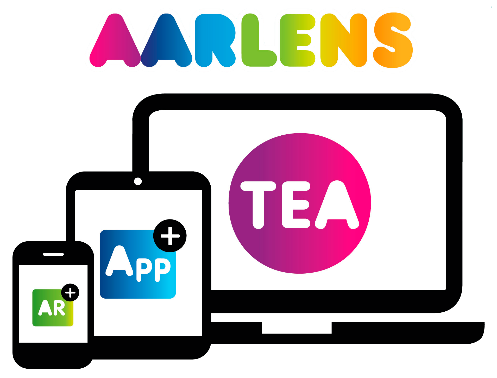 AARLENS
TEA
APP +
AR +